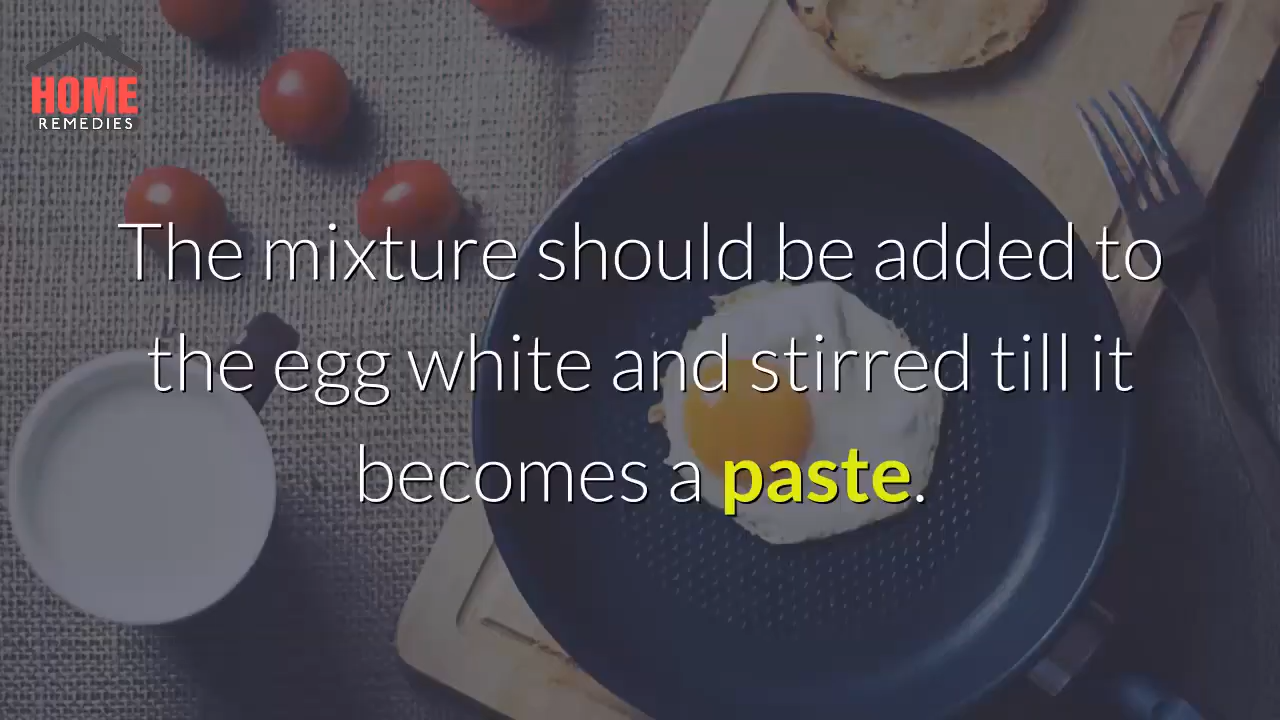 HOME
REMEDIES
The mixture should be added to
the egg white and stirred till it
becomes a paste.